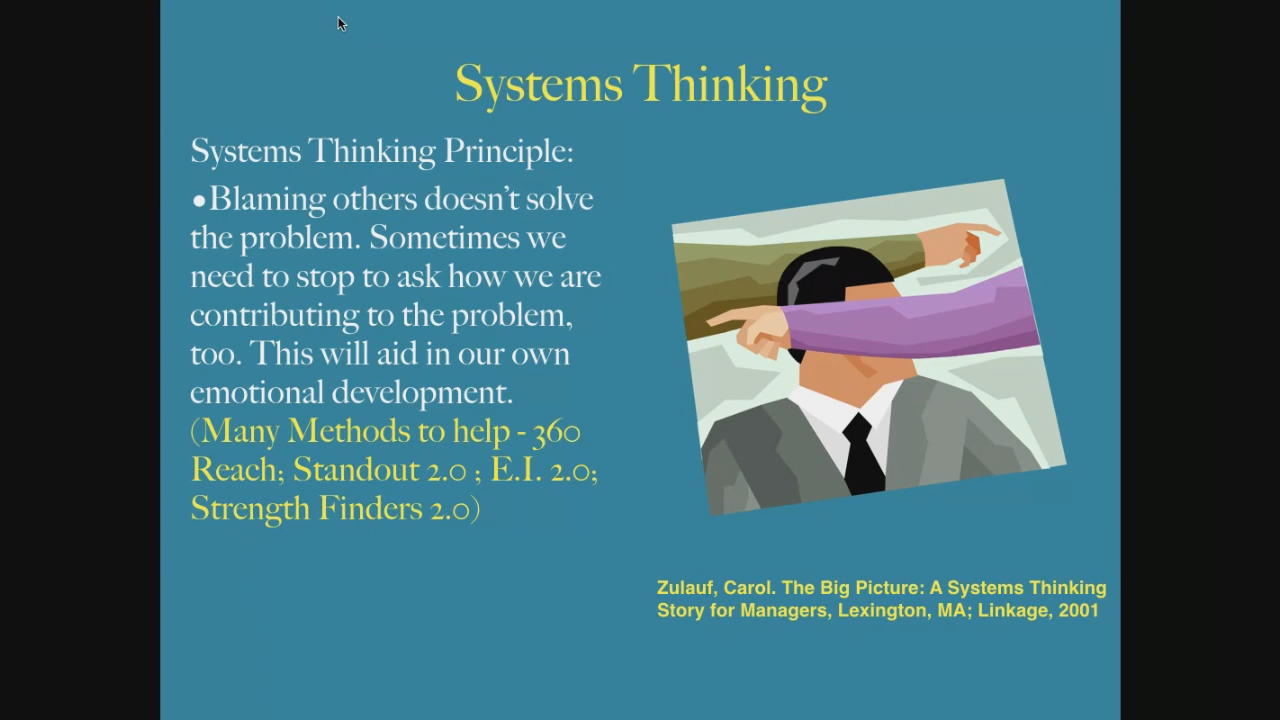 Systems Thinking
Systems Thinking Principle:
•Blaming others doesn't solve
the problem. Sometimes we
need to stop to ask how we are
contributing to the problem,
too. This will aid in our own
emotional development.
(Many Methods to help - 360
Reach; Standout 2.0 ; E.I. 2.0;
Strength Finders 2.0)
Zulauf, Carol. The Big Picture: A Systems Thinking
Story for Managers, Lexington, MA; Linkage, 2001